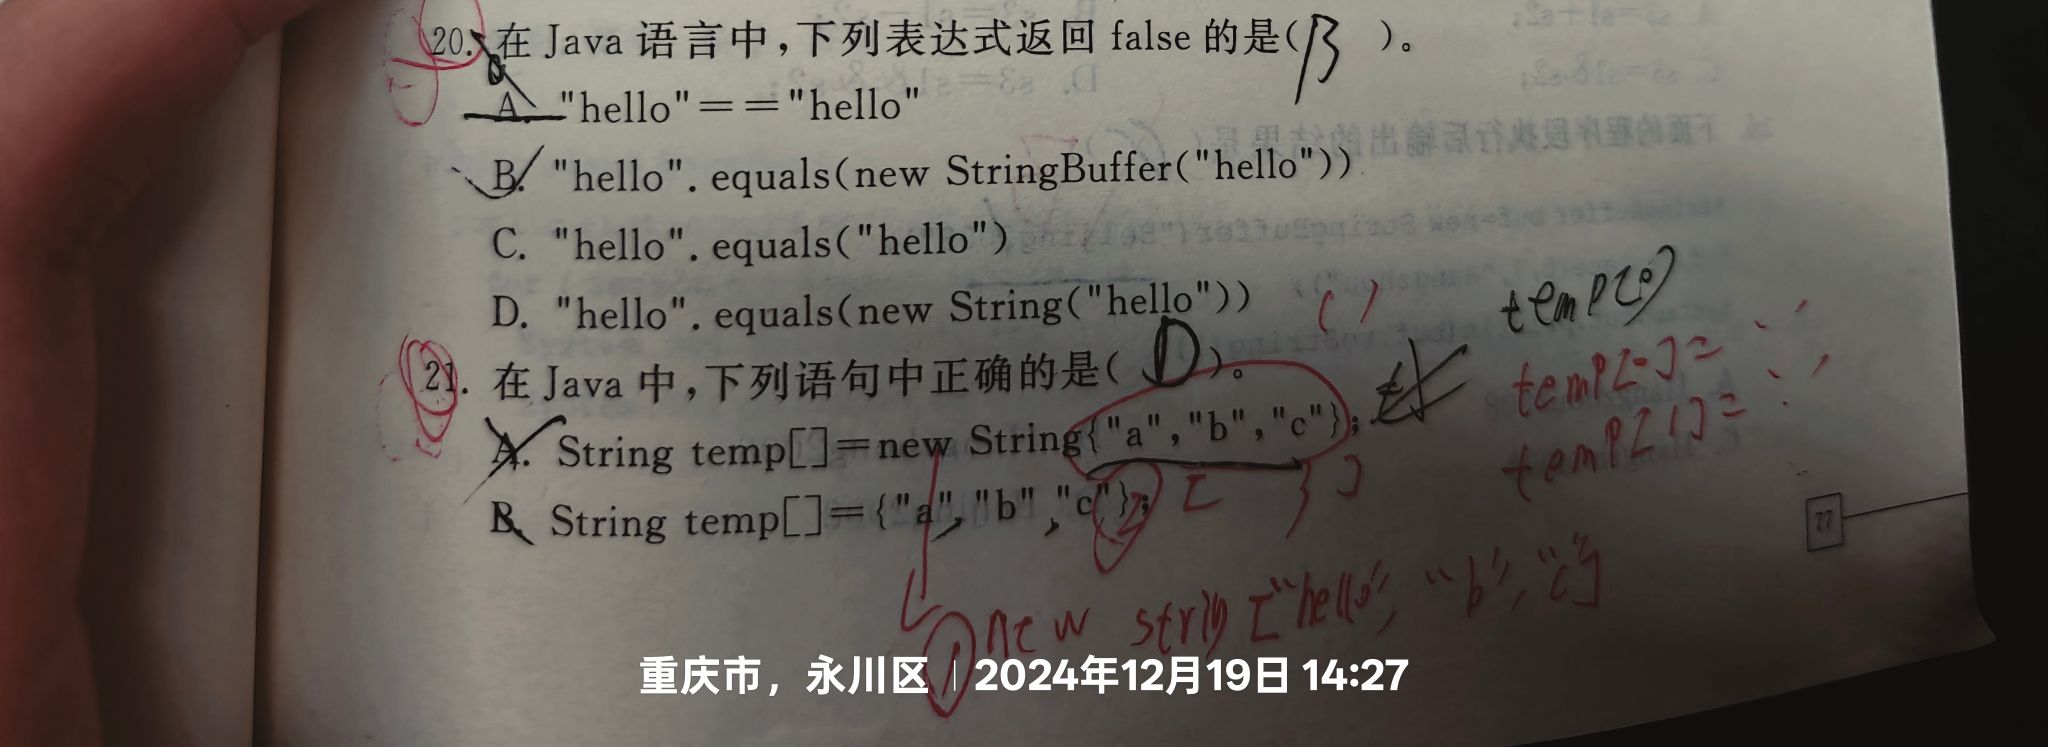 20. 在 Java 语言中,下列表达式返回 false 的是( B )。
A. "hello"=="hello"
B. "hello". equals(new StringBuffer("hello"))
C. "hello". equals("hello")
D. "hello". equals(new String("hello"))
( )
temp[0]
temp[0]=
temp[1]=
21. 在 Java 中,下列语句中正确的是( D )。
A. String temp[]=new String{"a","b","c"};
[ ]
B. String temp[]={"a","b","c"};
2
1 new string ["hello", "b", "c"]
77
重庆市，永川区 | 2024年12月19日 14:27